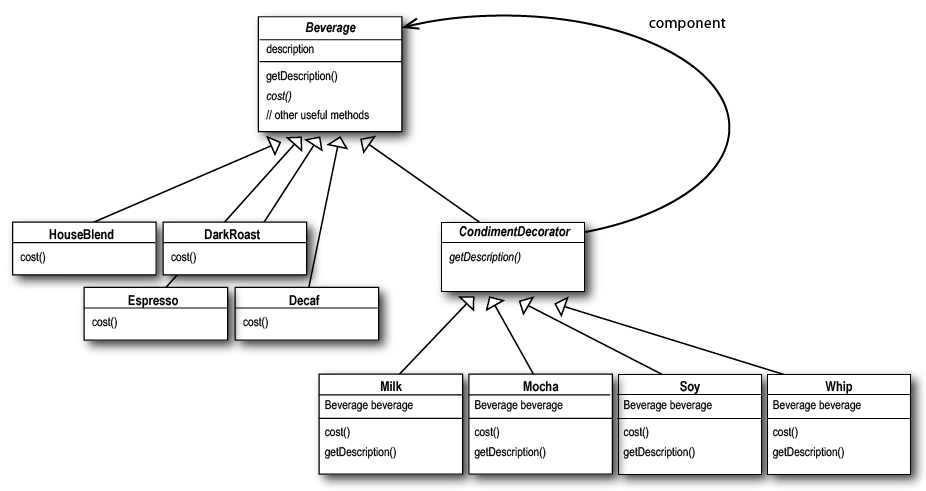 component
Beverage
description
getDescription()
cost()
// other useful methods
HouseBlend
cost()
DarkRoast
cost()
CondimentDecorator
getDescription()
Espresso
cost()
Decaf
cost()
Milk
Beverage beverage
cost()
getDescription()
Mocha
Beverage beverage
cost()
getDescription()
Soy
Beverage beverage
cost()
getDescription()
Whip
Beverage beverage
cost()
getDescription()